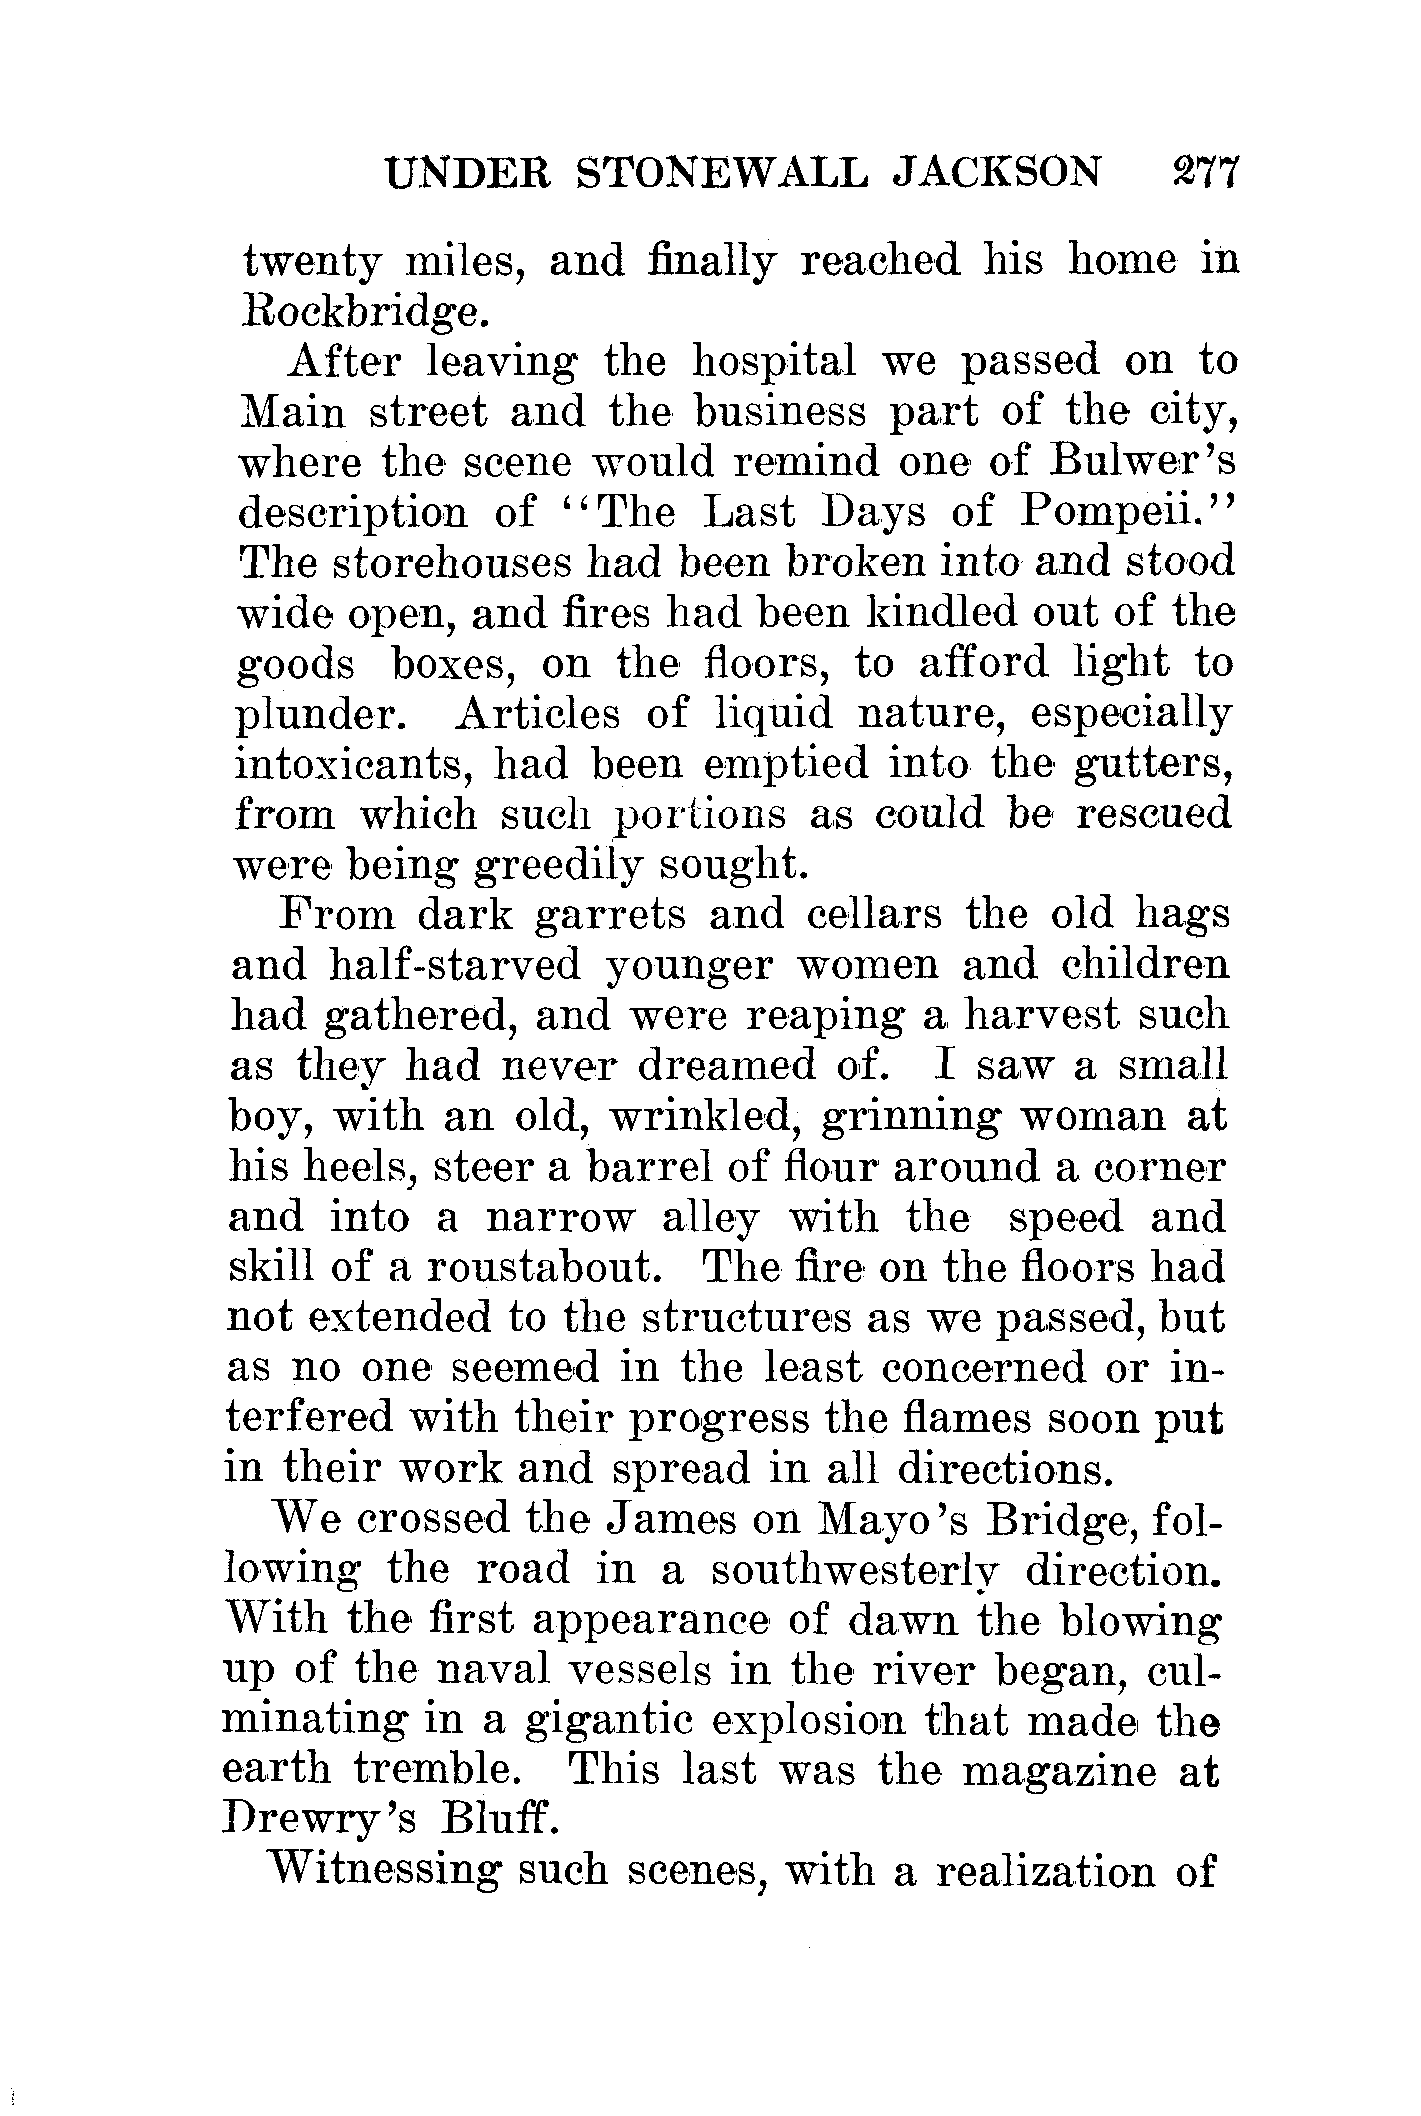 UNDER STONEWALL JACKSON 277
twenty miles, and finally reached his home in
Rockbridge.
After leaving the hospital we passed on to
Main street and the business part of the city,
where the scene would remind one of Bulwer's
description of "The Last Days of Pompeii."
The storehouses had been broken into and stood
wide open, and fires had been kindled out of the
goods boxes, on the floors, to afford light to
plunder. Articles of liquid nature, especially
intoxicants, had been emptied into the gutters,
from which such portions as could be rescued
were being greedily sought.
From dark garrets and cellars the old hags
and half-starved younger women and children
had gathered, and were reaping a harvest such
as they had never dreamed of. I saw a small
boy, with an old, wrinkled, grinning woman at
his heels, steer a barrel of flour around a corner
and into a narrow alley with the speed and
skill of a roustabout. The fire on the floors had
not extended to the structures as we passed, but
as no one seemed in the least concerned or in-
terfered with their progress the flames soon put
in their work and spread in all directions.
We crossed the James on Mayo's Bridge, fol-
lowing the road in a southwesterly direction.
With the first appearance of dawn the blowing
up of the naval vessels in the river began, cul-
minating in a gigantic explosion that made the
earth tremble. This last was the magazine at
Drewry's Bluff.
Witnessing such scenes, with a realization of